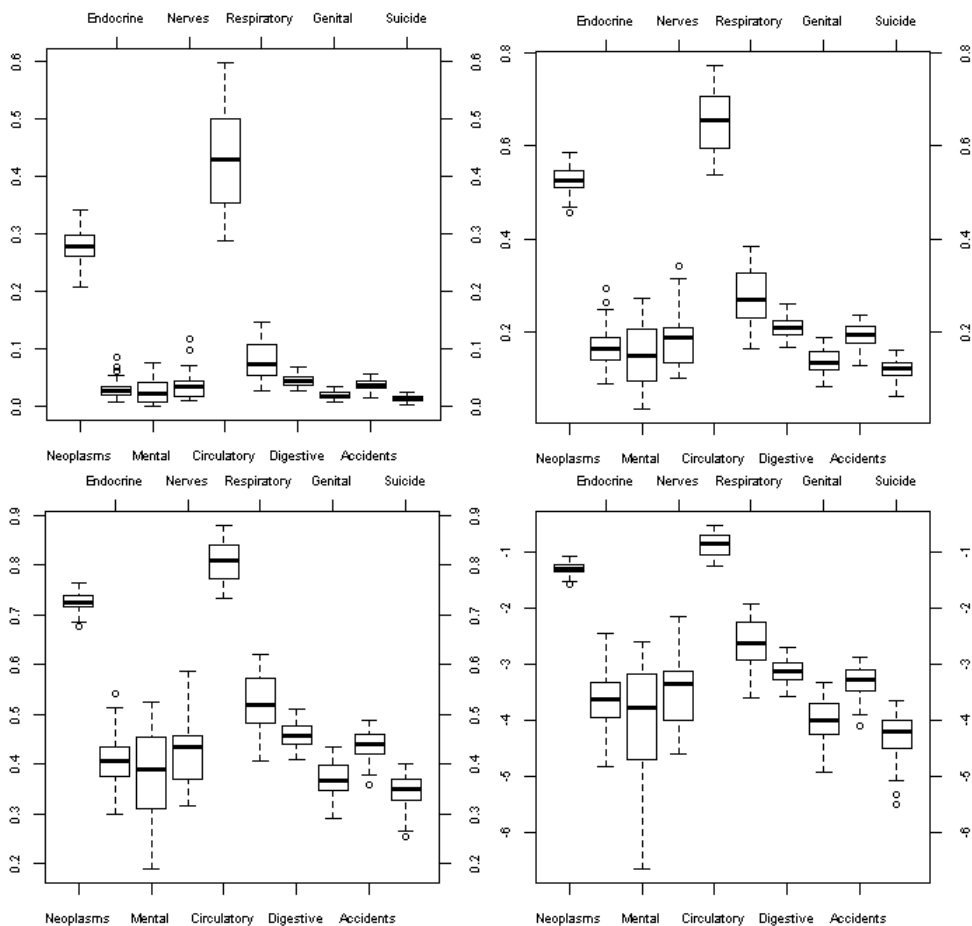 Endocrine Nerves Respiratory Genital Suicide
Endocrine Nerves Respiratory Genital Suicide
0.6 0.5 0.4 0.3 0.2 0.1 0.0
0.6 0.5 0.4 0.3 0.2 0.1 0.0
0.8 0.6 0.4 0.2
0.8 0.6 0.4 0.2
Neoplasms Mental Circulatory Digestive Accidents
Neoplasms Mental Circulatory Digestive Accidents
Endocrine Nerves Respiratory Genital Suicide
Endocrine Nerves Respiratory Genital Suicide
0.9 0.8 0.7 0.6 0.5 0.4 0.3 0.2
0.9 0.8 0.7 0.6 0.5 0.4 0.3 0.2
-1 -2 -3 -4 -5 -6
-1 -2 -3 -4 -5 -6
Neoplasms Mental Circulatory Digestive Accidents
Neoplasms Mental Circulatory Digestive Accidents